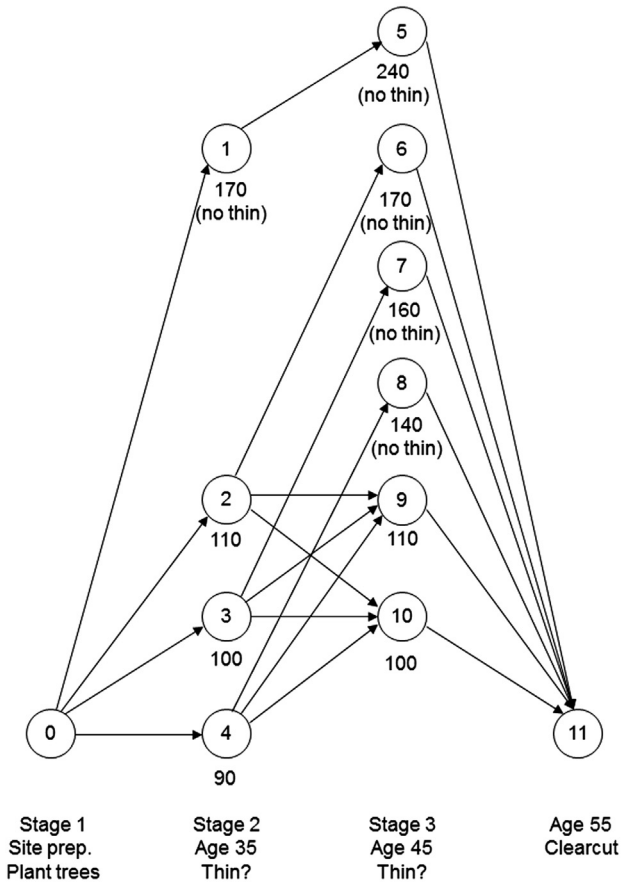 5
240
(no thin)
1
170
(no thin)
6
170
(no thin)
7
160
(no thin)
8
140
(no thin)
2
110
9
110
3
100
10
100
0
4
90
11
Stage 1
Site prep.
Plant trees
Stage 2
Age 35
Thin?
Stage 3
Age 45
Thin?
Age 55
Clearcut